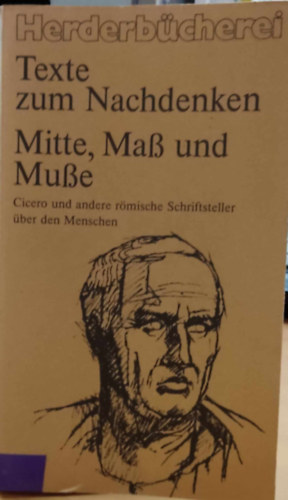 Herderbücherei
Texte
zum Nachdenken
Mitte, Maß und
Muße
Cicero und andere römische Schriftsteller
über den Menschen